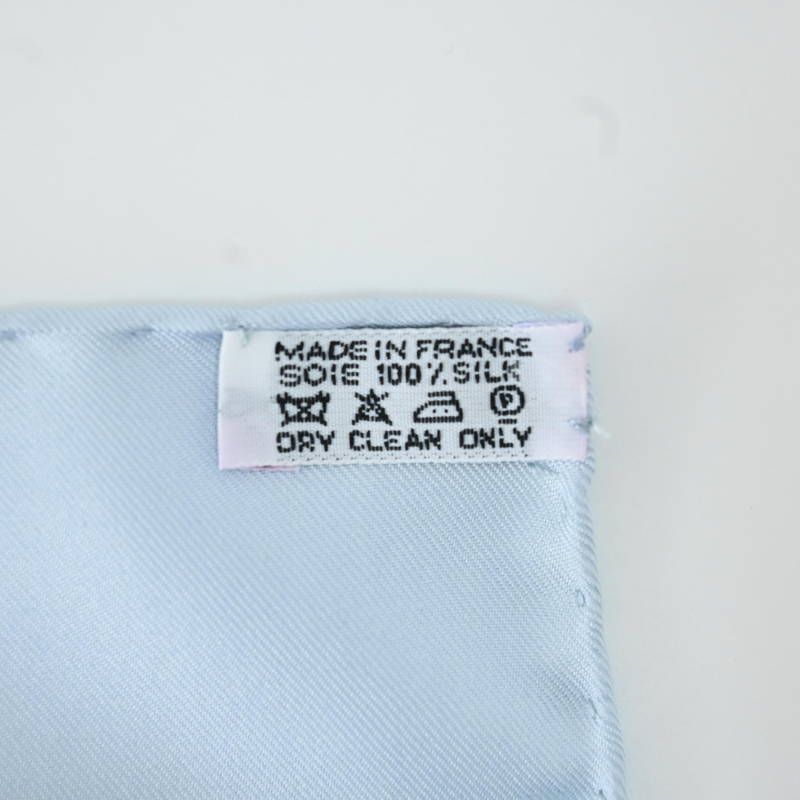 MADE IN FRANCE
SOIE 100% SILK
P
DRY CLEAN ONLY